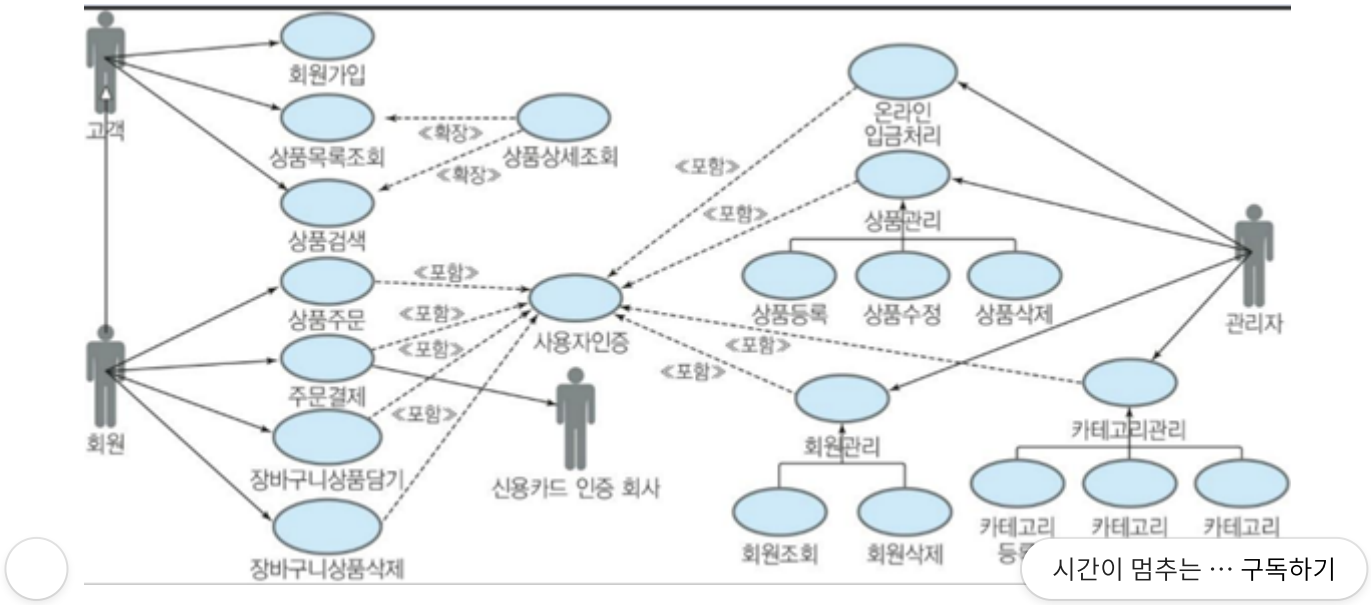 고객
회원가입
상품목록조회
《확장》
상품상세조회
《확장》
상품검색
온라인
입금처리
《포함》
《포함》
상품관리
상품등록
상품수정
상품삭제
관리자
《포함》
상품주문
《포함》
《포함》
사용자인증
《포함》
《포함》
주문결제
《포함》
회원
장바구니상품담기
신용카드 인증 회사
장바구니상품삭제
회원관리
회원조회
회원삭제
카테고리관리
카테고리
카테고리
카테고리
시간이 멈추는 ··· 구독하기